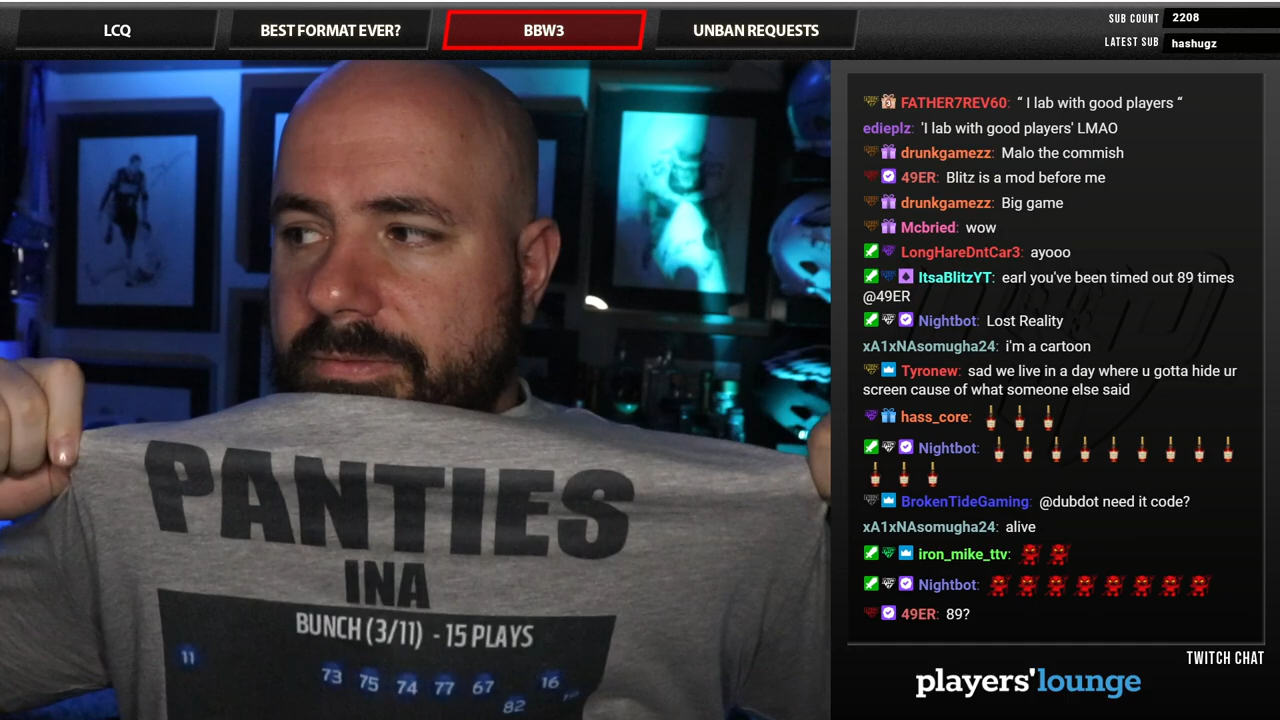 LCQ
BEST FORMAT EVER?
BBW3
UNBAN REQUESTS
SUB COUNT 2208
LATEST SUB hashugz
FATHER7REV60: “ I lab with good players “
edieplz: 'I lab with good players' LMAO
drunkgamezz: Malo the commish
49ER: Blitz is a mod before me
drunkgamezz: Big game
Mcbried: wow
LongHareDntCar3: ayooo
ItsaBlitzYT: earl you've been timed out 89 times
@49ER
Nightbot: Lost Reality
xA1xNAsomugha24: i'm a cartoon
Tyronew: sad we live in a day where u gotta hide ur
screen cause of what someone else said
hass_core:
Nightbot:
BrokenTideGaming: @dubdot need it code?
xA1xNAsomugha24: alive
iron_mike_ttv:
Nightbot:
49ER: 89?
TWITCH CHAT
players'lounge
PANTIES
INA
BUNCH (3/11) - 15 PLAYS
11
73 75 74 77 67 16
82